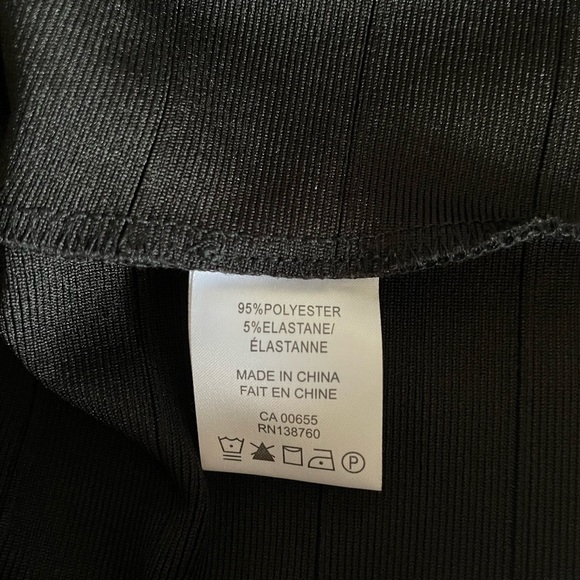 95%POLYESTER
5%ELASTANE/
ÉLASTANNE
MADE IN CHINA
FAIT EN CHINE
CA 00655
RN138760
P